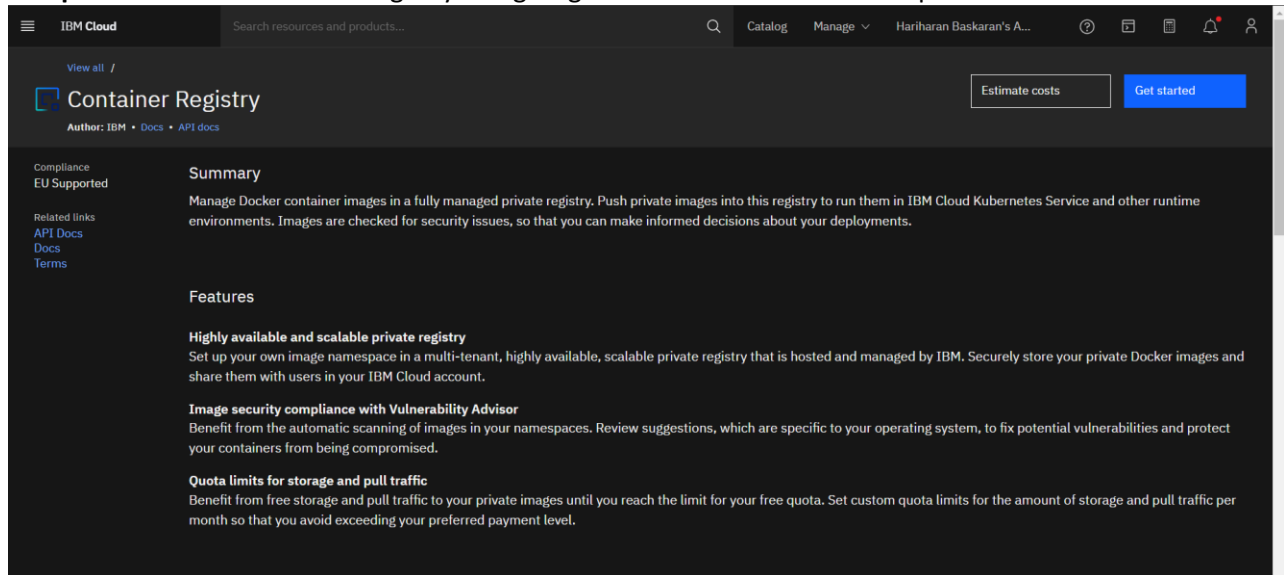 IBM Cloud Search resources and products... Catalog Manage Hariharan Baskaran's A...
View all /
Container Registry
Estimate costs Get started
Author: IBM • Docs • API docs
Compliance
EU Supported
Related links
API Docs
Docs
Terms
Summary
Manage Docker container images in a fully managed private registry. Push private images into this registry to run them in IBM Cloud Kubernetes Service and other runtime
environments. Images are checked for security issues, so that you can make informed decisions about your deployments.
Features
Highly available and scalable private registry
Set up your own image namespace in a multi-tenant, highly available, scalable private registry that is hosted and managed by IBM. Securely store your private Docker images and
share them with users in your IBM Cloud account.
Image security compliance with Vulnerability Advisor
Benefit from the automatic scanning of images in your namespaces. Review suggestions, which are specific to your operating system, to fix potential vulnerabilities and protect
your containers from being compromised.
Quota limits for storage and pull traffic
Benefit from free storage and pull traffic to your private images until you reach the limit for your free quota. Set custom quota limits for the amount of storage and pull traffic per
month so that you avoid exceeding your preferred payment level.